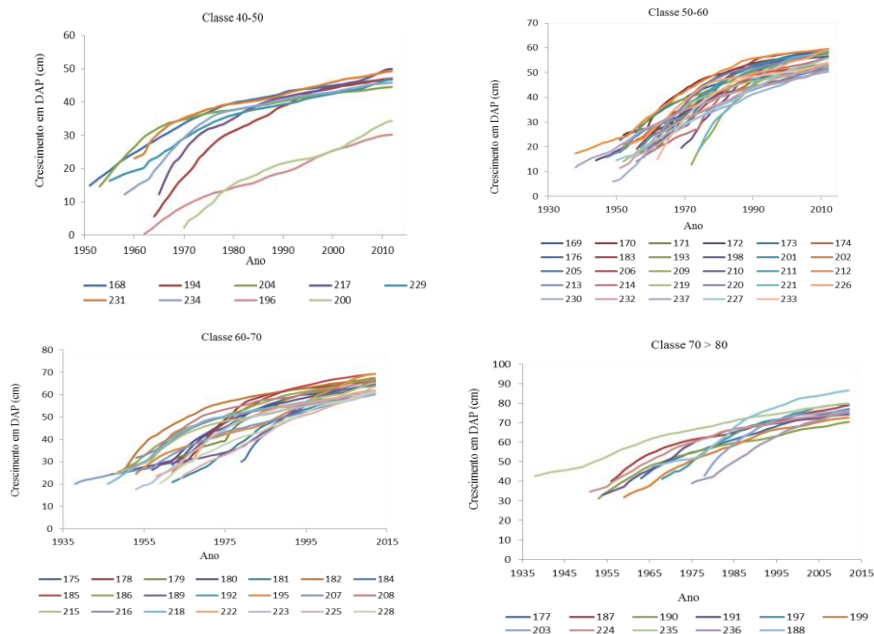 Classe 40-50
Crescimento em DAP (cm)
60
50
40
30
20
10
0
1950 1960 1970 1980 1990 2000 2010
Ano
168 194 204 217 229
231 234 196 200
Classe 50-60
Crescimento em DAP (cm)
70
60
50
40
30
20
10
0
1930 1950 1970 1990 2010
Ano
169 170 171 172 173 174
176 183 193 198 201 202
205 206 209 210 211 212
213 214 219 220 221 226
230 232 237 227 233
Classe 60-70
Crescimento em DAP (cm)
80
70
60
50
40
30
20
10
0
1935 1955 1975 1995 2015
Ano
175 178 179 180 181 182 184
185 186 189 192 195 207 208
215 216 218 222 223 225 228
Classe 70 > 80
Crescimento em DAP (cm)
100
90
80
70
60
50
40
30
20
10
0
1935 1945 1955 1965 1975 1985 1995 2005 2015
Ano
177 187 190 191 197 199
203 224 235 236 188